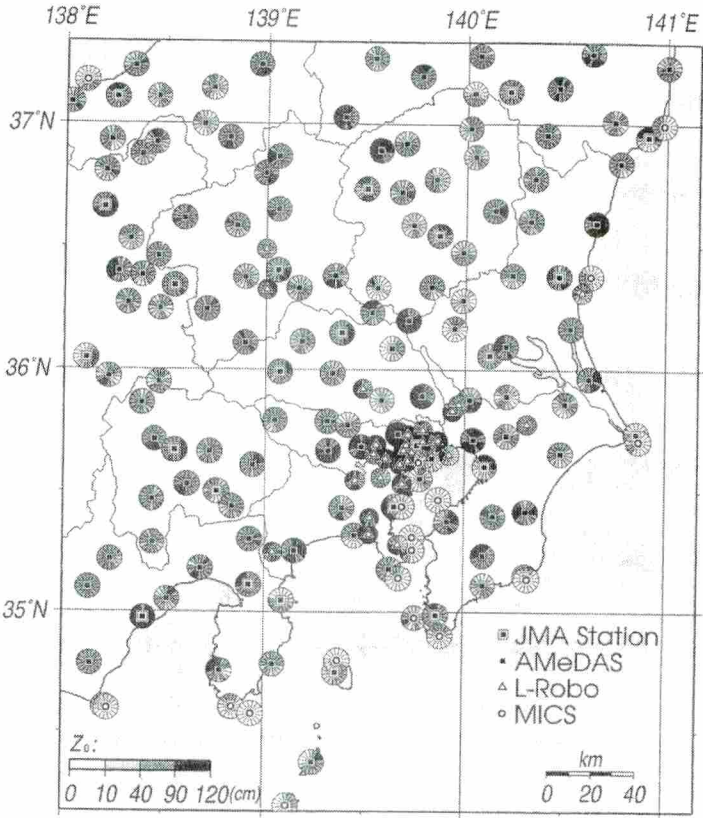 138°E 139°E 140°E 141°E
37°N
36°N
35°N
JMA Station
AMeDAS
L-Robo
MICS
Z₀:
0 10 40 90 120(cm)
km
0 20 40